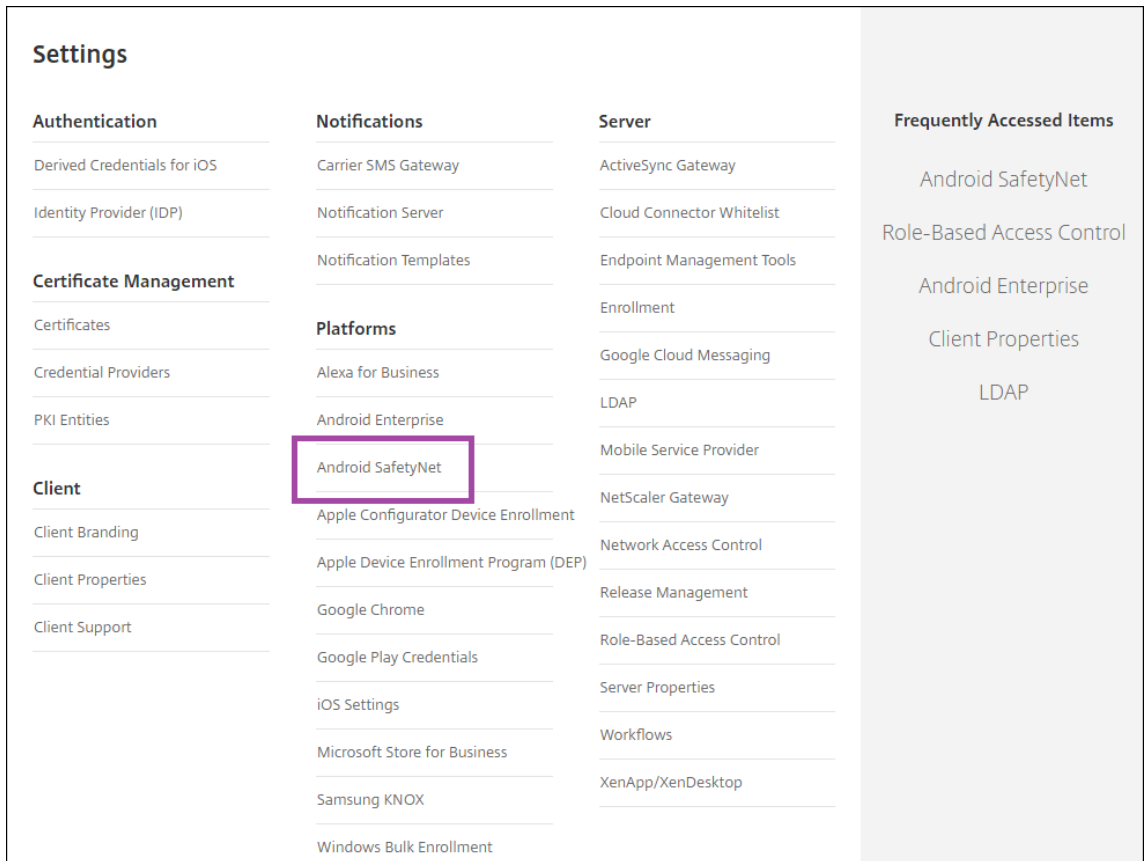 Settings
Authentication
Derived Credentials for iOS
Identity Provider (IDP)
Certificate Management
Certificates
Credential Providers
PKI Entities
Client
Client Branding
Client Properties
Client Support
Notifications
Carrier SMS Gateway
Notification Server
Notification Templates
Platforms
Alexa for Business
Android Enterprise
Android SafetyNet
Apple Configurator Device Enrollment
Apple Device Enrollment Program (DEP)
Google Chrome
Google Play Credentials
iOS Settings
Microsoft Store for Business
Samsung KNOX
Windows Bulk Enrollment
Server
ActiveSync Gateway
Cloud Connector Whitelist
Endpoint Management Tools
Enrollment
Google Cloud Messaging
LDAP
Mobile Service Provider
NetScaler Gateway
Network Access Control
Release Management
Role-Based Access Control
Server Properties
Workflows
XenApp/XenDesktop
Frequently Accessed Items
Android SafetyNet
Role-Based Access Control
Android Enterprise
Client Properties
LDAP